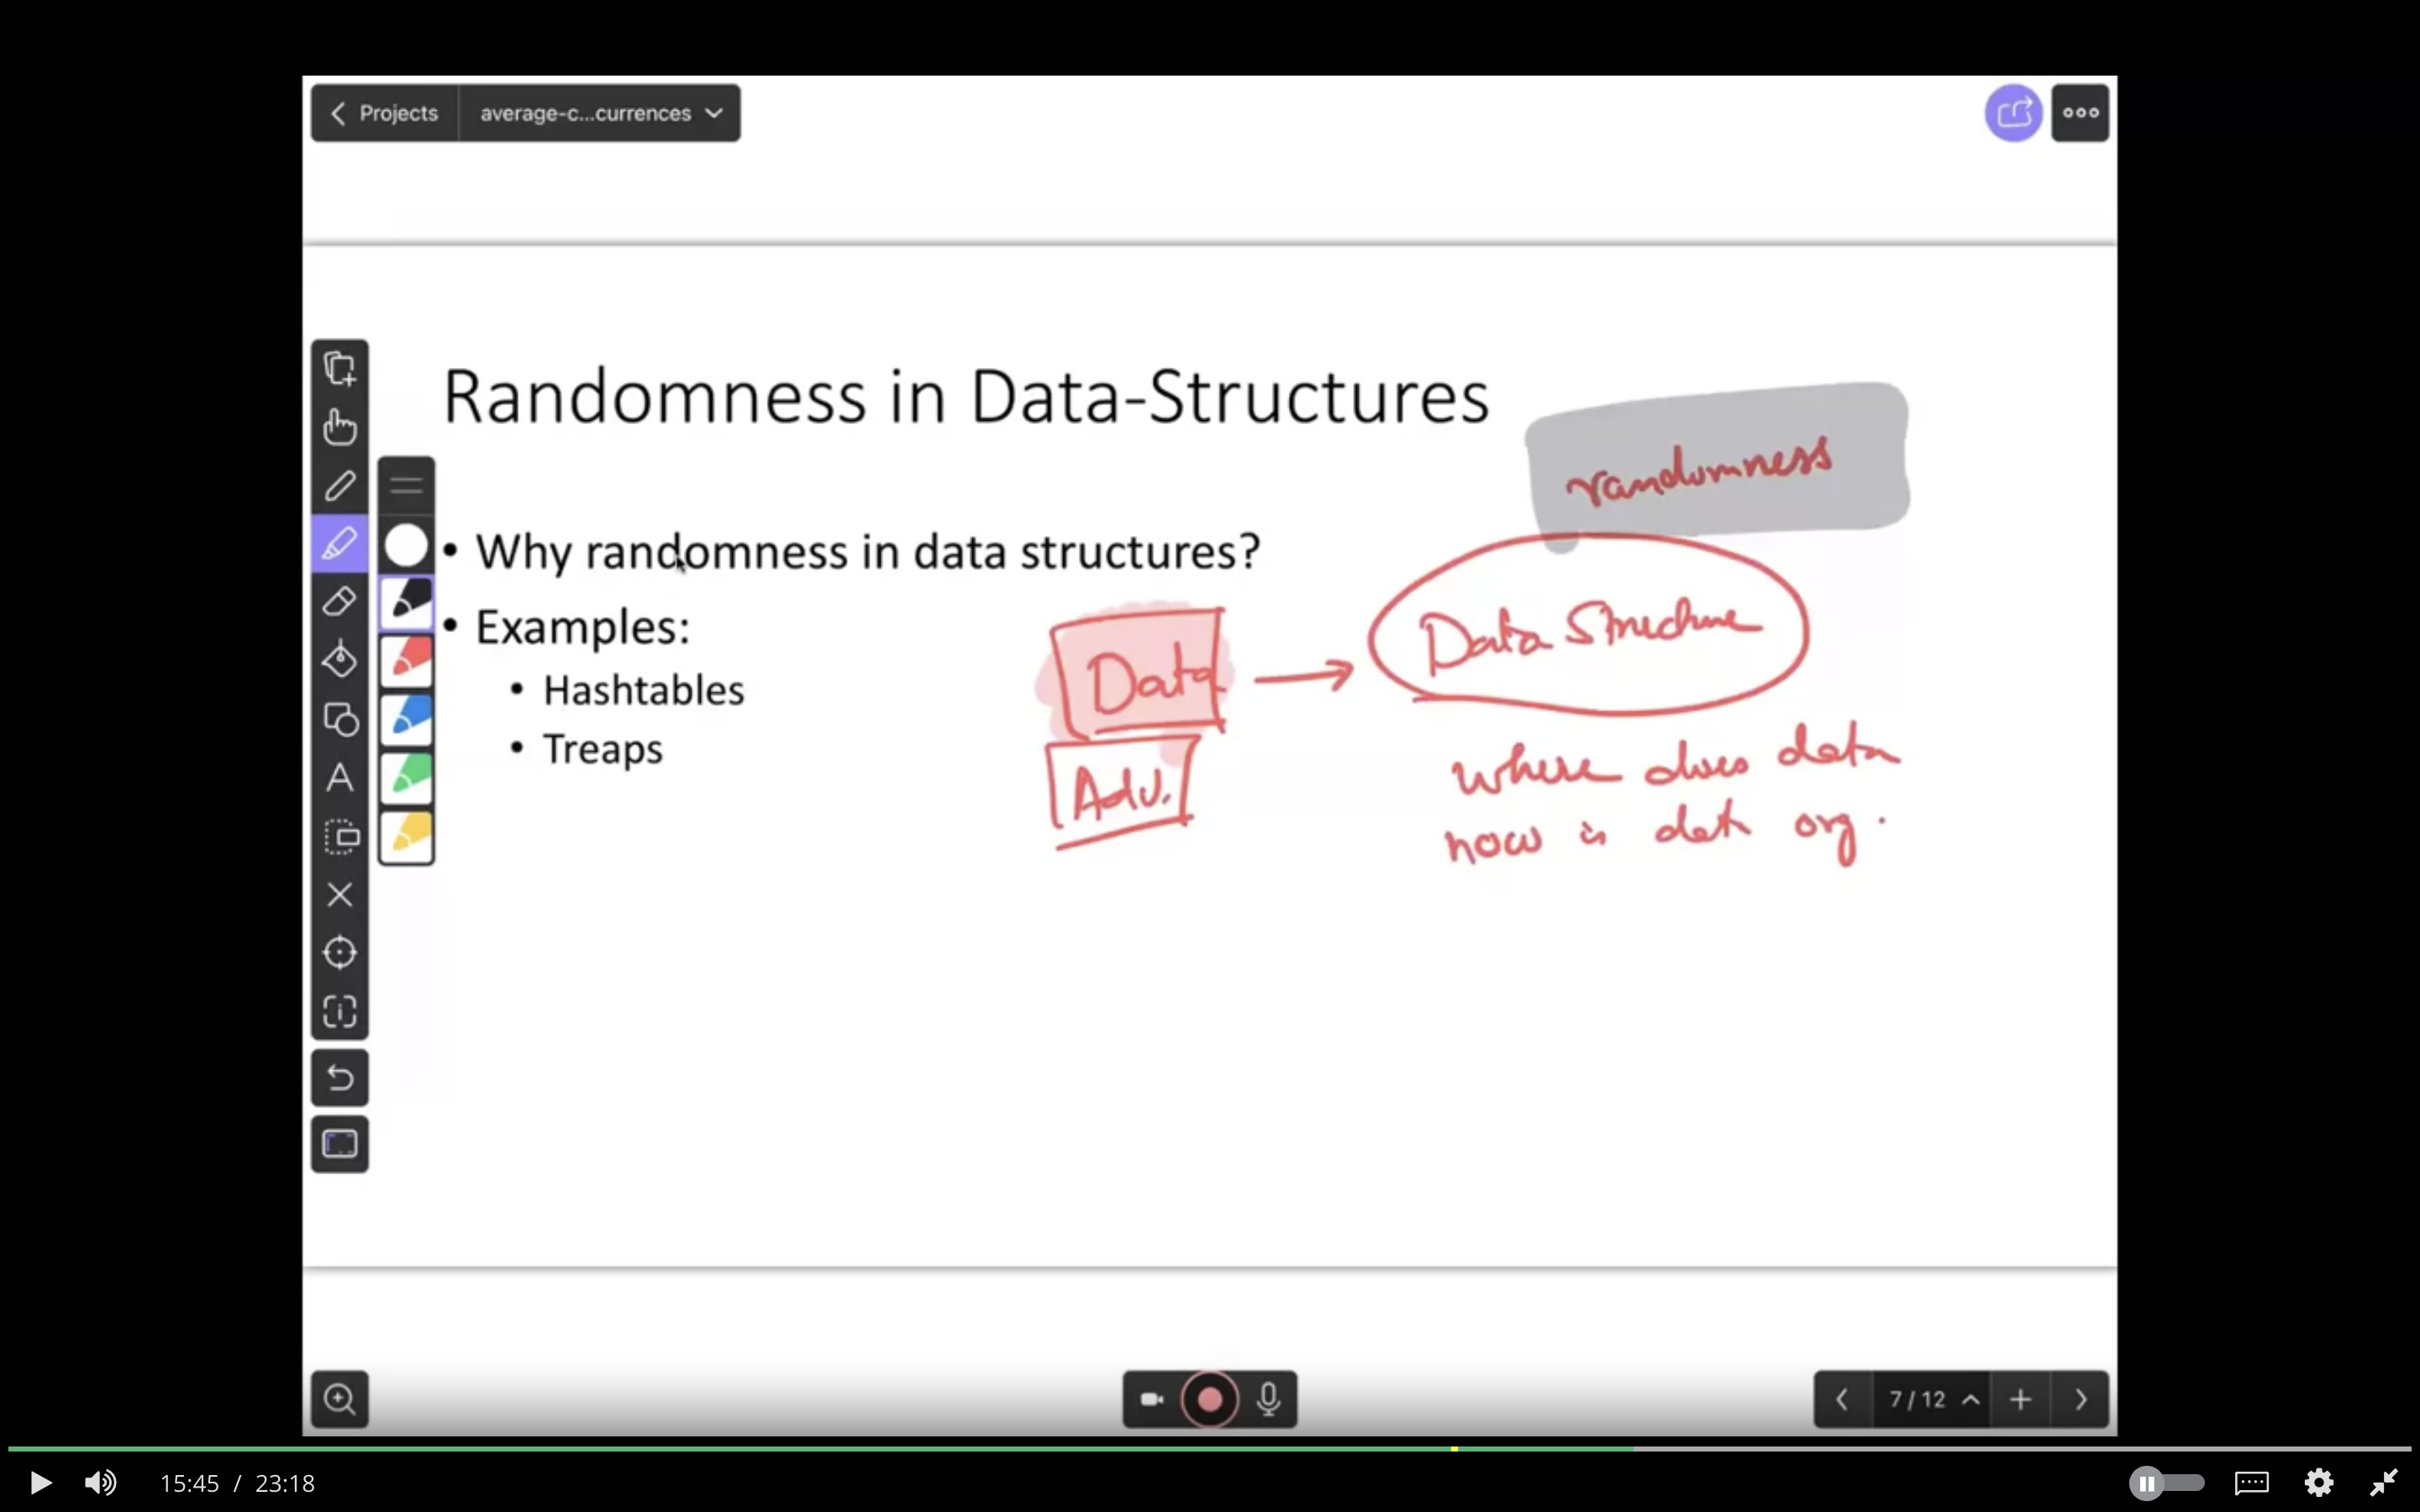 Projects
average-c...currences
Randomness in Data-Structures
randomness
• Why randomness in data structures?
• Examples:
• Hashtables
• Treaps
Data
Data Structure
Adv.
where does data
how is data org.
A
7 / 12
15:45 / 23:18